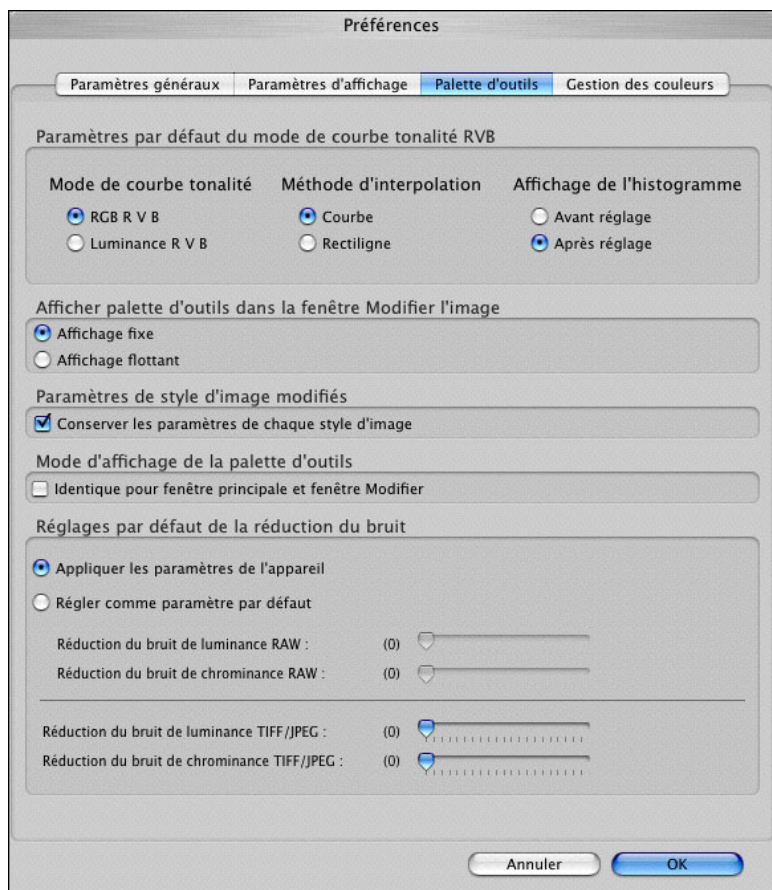 Préférences
Paramètres généraux Paramètres d'affichage Palette d'outils Gestion des couleurs
Paramètres par défaut du mode de courbe tonalité RVB
Mode de courbe tonalité Méthode d'interpolation Affichage de l'histogramme
RGB R V B Courbe Avant réglage
Luminance R V B Rectiligne Après réglage
Afficher palette d'outils dans la fenêtre Modifier l'image
Affichage fixe
Affichage flottant
Paramètres de style d'image modifiés
Conserver les paramètres de chaque style d'image
Mode d'affichage de la palette d'outils
Identique pour fenêtre principale et fenêtre Modifier
Réglages par défaut de la réduction du bruit
Appliquer les paramètres de l'appareil
Régler comme paramètre par défaut
Réduction du bruit de luminance RAW : (0)
Réduction du bruit de chrominance RAW : (0)
Réduction du bruit de luminance TIFF/JPEG : (0)
Réduction du bruit de chrominance TIFF/JPEG : (0)
Annuler OK